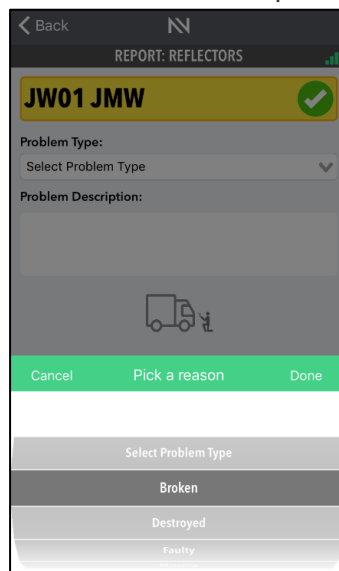 Back
REPORT: REFLECTORS
JW01 JMW
Problem Type:
Select Problem Type
Problem Description:
Cancel Pick a reason Done
Select Problem Type
Broken
Destroyed
Faulty